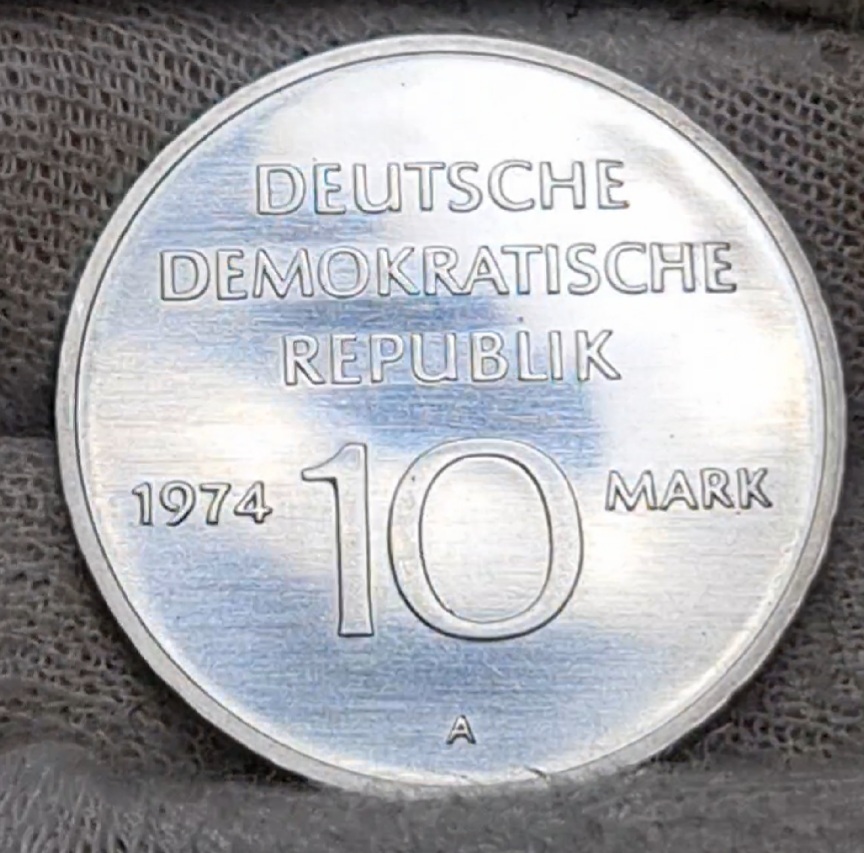 DEUTSCHE
DEMOKRATISCHE
REPUBLIK
1974 10 MARK
A